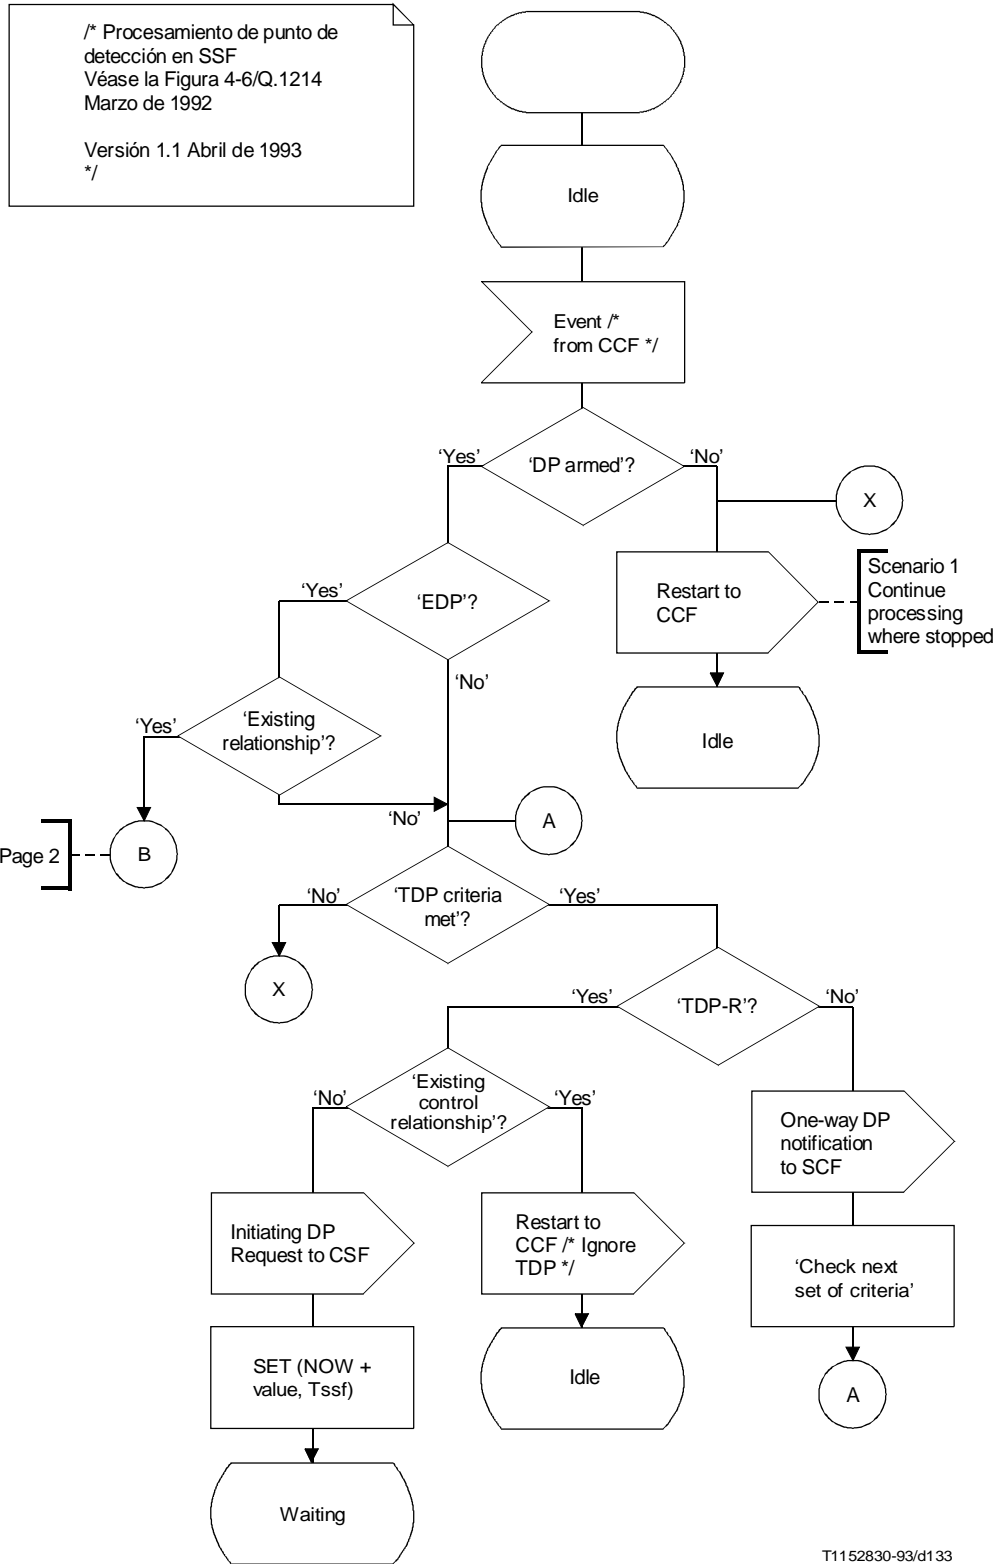 /* Procesamiento de punto de
detección en SSF
Véase la Figura 4-6/Q.1214
Marzo de 1992
Versión 1.1 Abril de 1993
*/
Idle
Event /*
from CCF */
‘Yes’
‘DP armed’?
‘No’
X
‘Yes’
‘EDP’?
Restart to
CCF
Scenario 1
Continue
processing
where stopped
‘No’
‘Yes’
‘Existing
relationship’?
Idle
‘No’
A
Page 2
B
‘No’
‘TDP criteria
met’?
‘Yes’
X
‘Yes’
‘TDP-R’?
‘No’
‘No’
‘Existing
control
relationship’?
‘Yes’
One-way DP
notification
to SCF
Initiating DP
Request to CSF
Restart to
CCF /* Ignore
TDP */
‘Check next
set of criteria’
SET (NOW +
value, Tssf)
Idle
A
Waiting
T1152830-93/d133